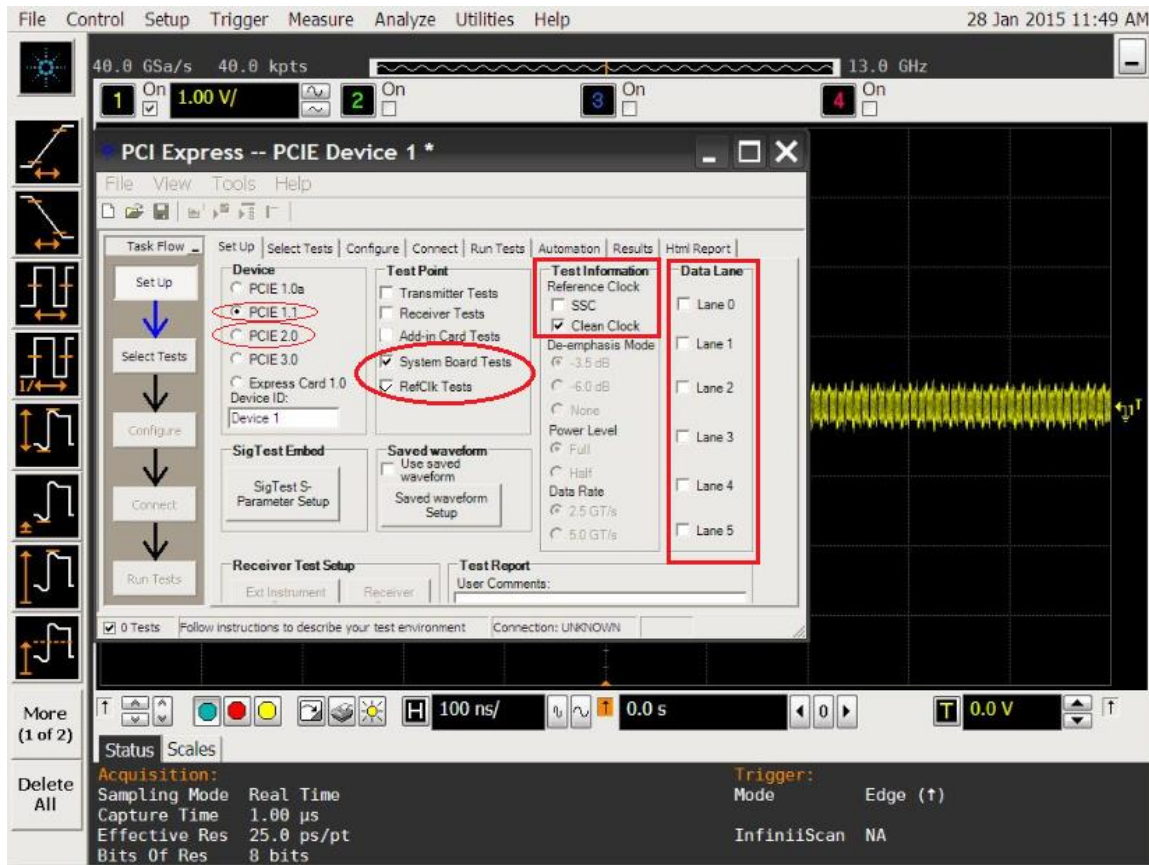 File Control Setup Trigger Measure Analyze Utilities Help 28 Jan 2015 11:49 AM
40.0 GSa/s 40.0 kpts 13.0 GHz
1 On 1.00 V/ 2 On 3 On 4 On
PCI Express -- PCIE Device 1 *
File View Tools Help
Task Flow Set Up Select Tests Configure Connect Run Tests Automation Results Html Report
Set Up
Select Tests
Configure
Connect
Run Tests
Device
PCIE 1.0a
PCIE 1.1
PCIE 2.0
PCIE 3.0
Express Card 1.0
Device ID:
Device 1
Test Point
Transmitter Tests
Receiver Tests
Add-in Card Tests
System Board Tests
RefClk Tests
Test Information
Reference Clock
SSC
Clean Clock
De-emphasis Mode
-3.5 dB
-6.0 dB
None
Power Level
Full
Half
Data Rate
2.5 GT/s
5.0 GT/s
Data Lane
Lane 0
Lane 1
Lane 2
Lane 3
Lane 4
Lane 5
SigTest Embed
SigTest S-
Parameter Setup
Saved waveform
Use saved
waveform
Saved waveform
Setup
Receiver Test Setup
Ext Instrument Receiver
Test Report
User Comments:
0 Tests Follow instructions to describe your test environment Connection: UNKNOWN
1/
T
More
(1 of 2)
Delete
All
H 100 ns/ 0.0 s 0 T 0.0 V
Status Scales
Acquisition:
Sampling Mode Real Time
Capture Time 1.00 µs
Effective Res 25.0 ps/pt
Bits Of Res 8 bits
Trigger:
Mode Edge (↑)
InfiniiScan NA